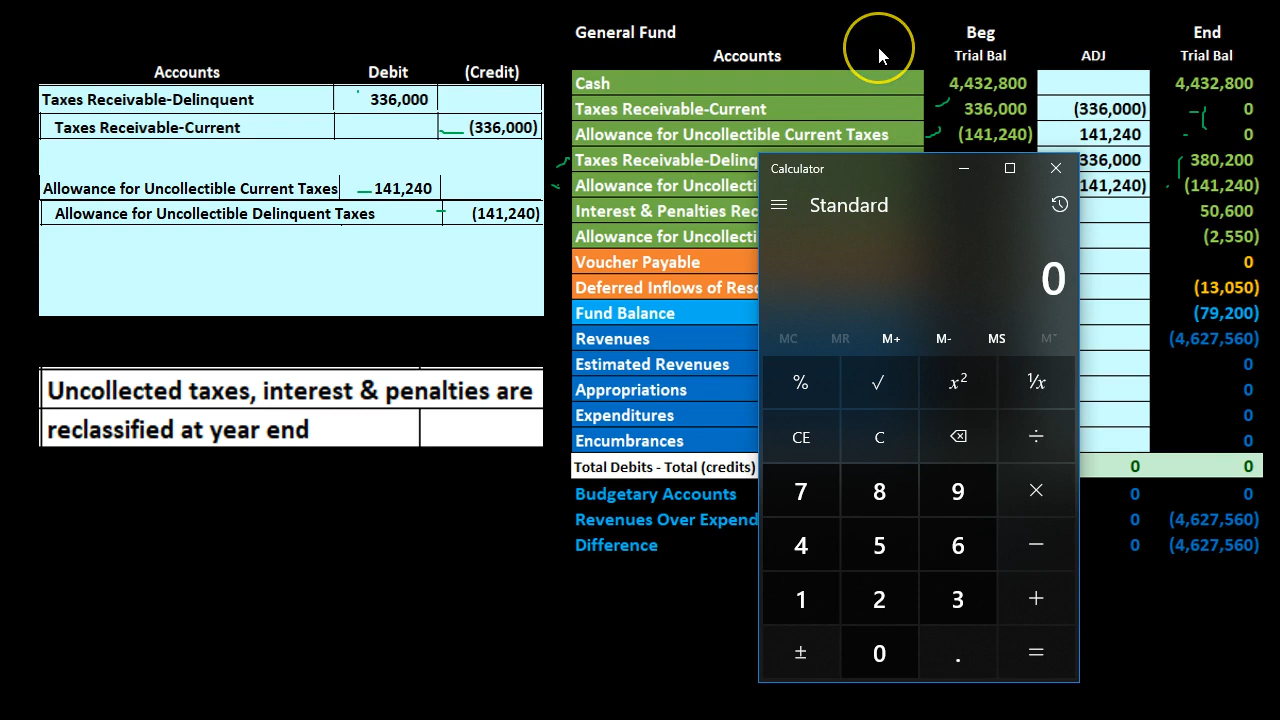 General Fund Beg End
Accounts Trial Bal ADJ Trial Bal
Accounts Debit (Credit)
Taxes Receivable-Delinquent 336,000
Taxes Receivable-Current (336,000)
Allowance for Uncollectible Current Taxes 141,240
Allowance for Uncollectible Delinquent Taxes (141,240)
Uncollected taxes, interest & penalties are
reclassified at year end
Cash 4,432,800 4,432,800
Taxes Receivable-Current 336,000 (336,000) 0
Allowance for Uncollectible Current Taxes (141,240) 141,240 0
Taxes Receivable-Delinq 336,000 380,200
Allowance for Uncollecti 141,240) (141,240)
Interest & Penalties Rec 50,600
Allowance for Uncollecti (2,550)
Voucher Payable 0
Deferred Inflows of Reso (13,050)
Fund Balance (79,200)
Revenues (4,627,560)
Estimated Revenues 0
Appropriations 0
Expenditures 0
Encumbrances 0
Total Debits - Total (credits) 0 0
Budgetary Accounts 0 0
Revenues Over Expend 0 (4,627,560)
Difference 0 (4,627,560)
Calculator
Standard
0
MC MR M+ M- MS M˅
% √ x² ¹/x
CE C ÷
7 8 9 ×
4 5 6 −
1 2 3 +
± 0 . =